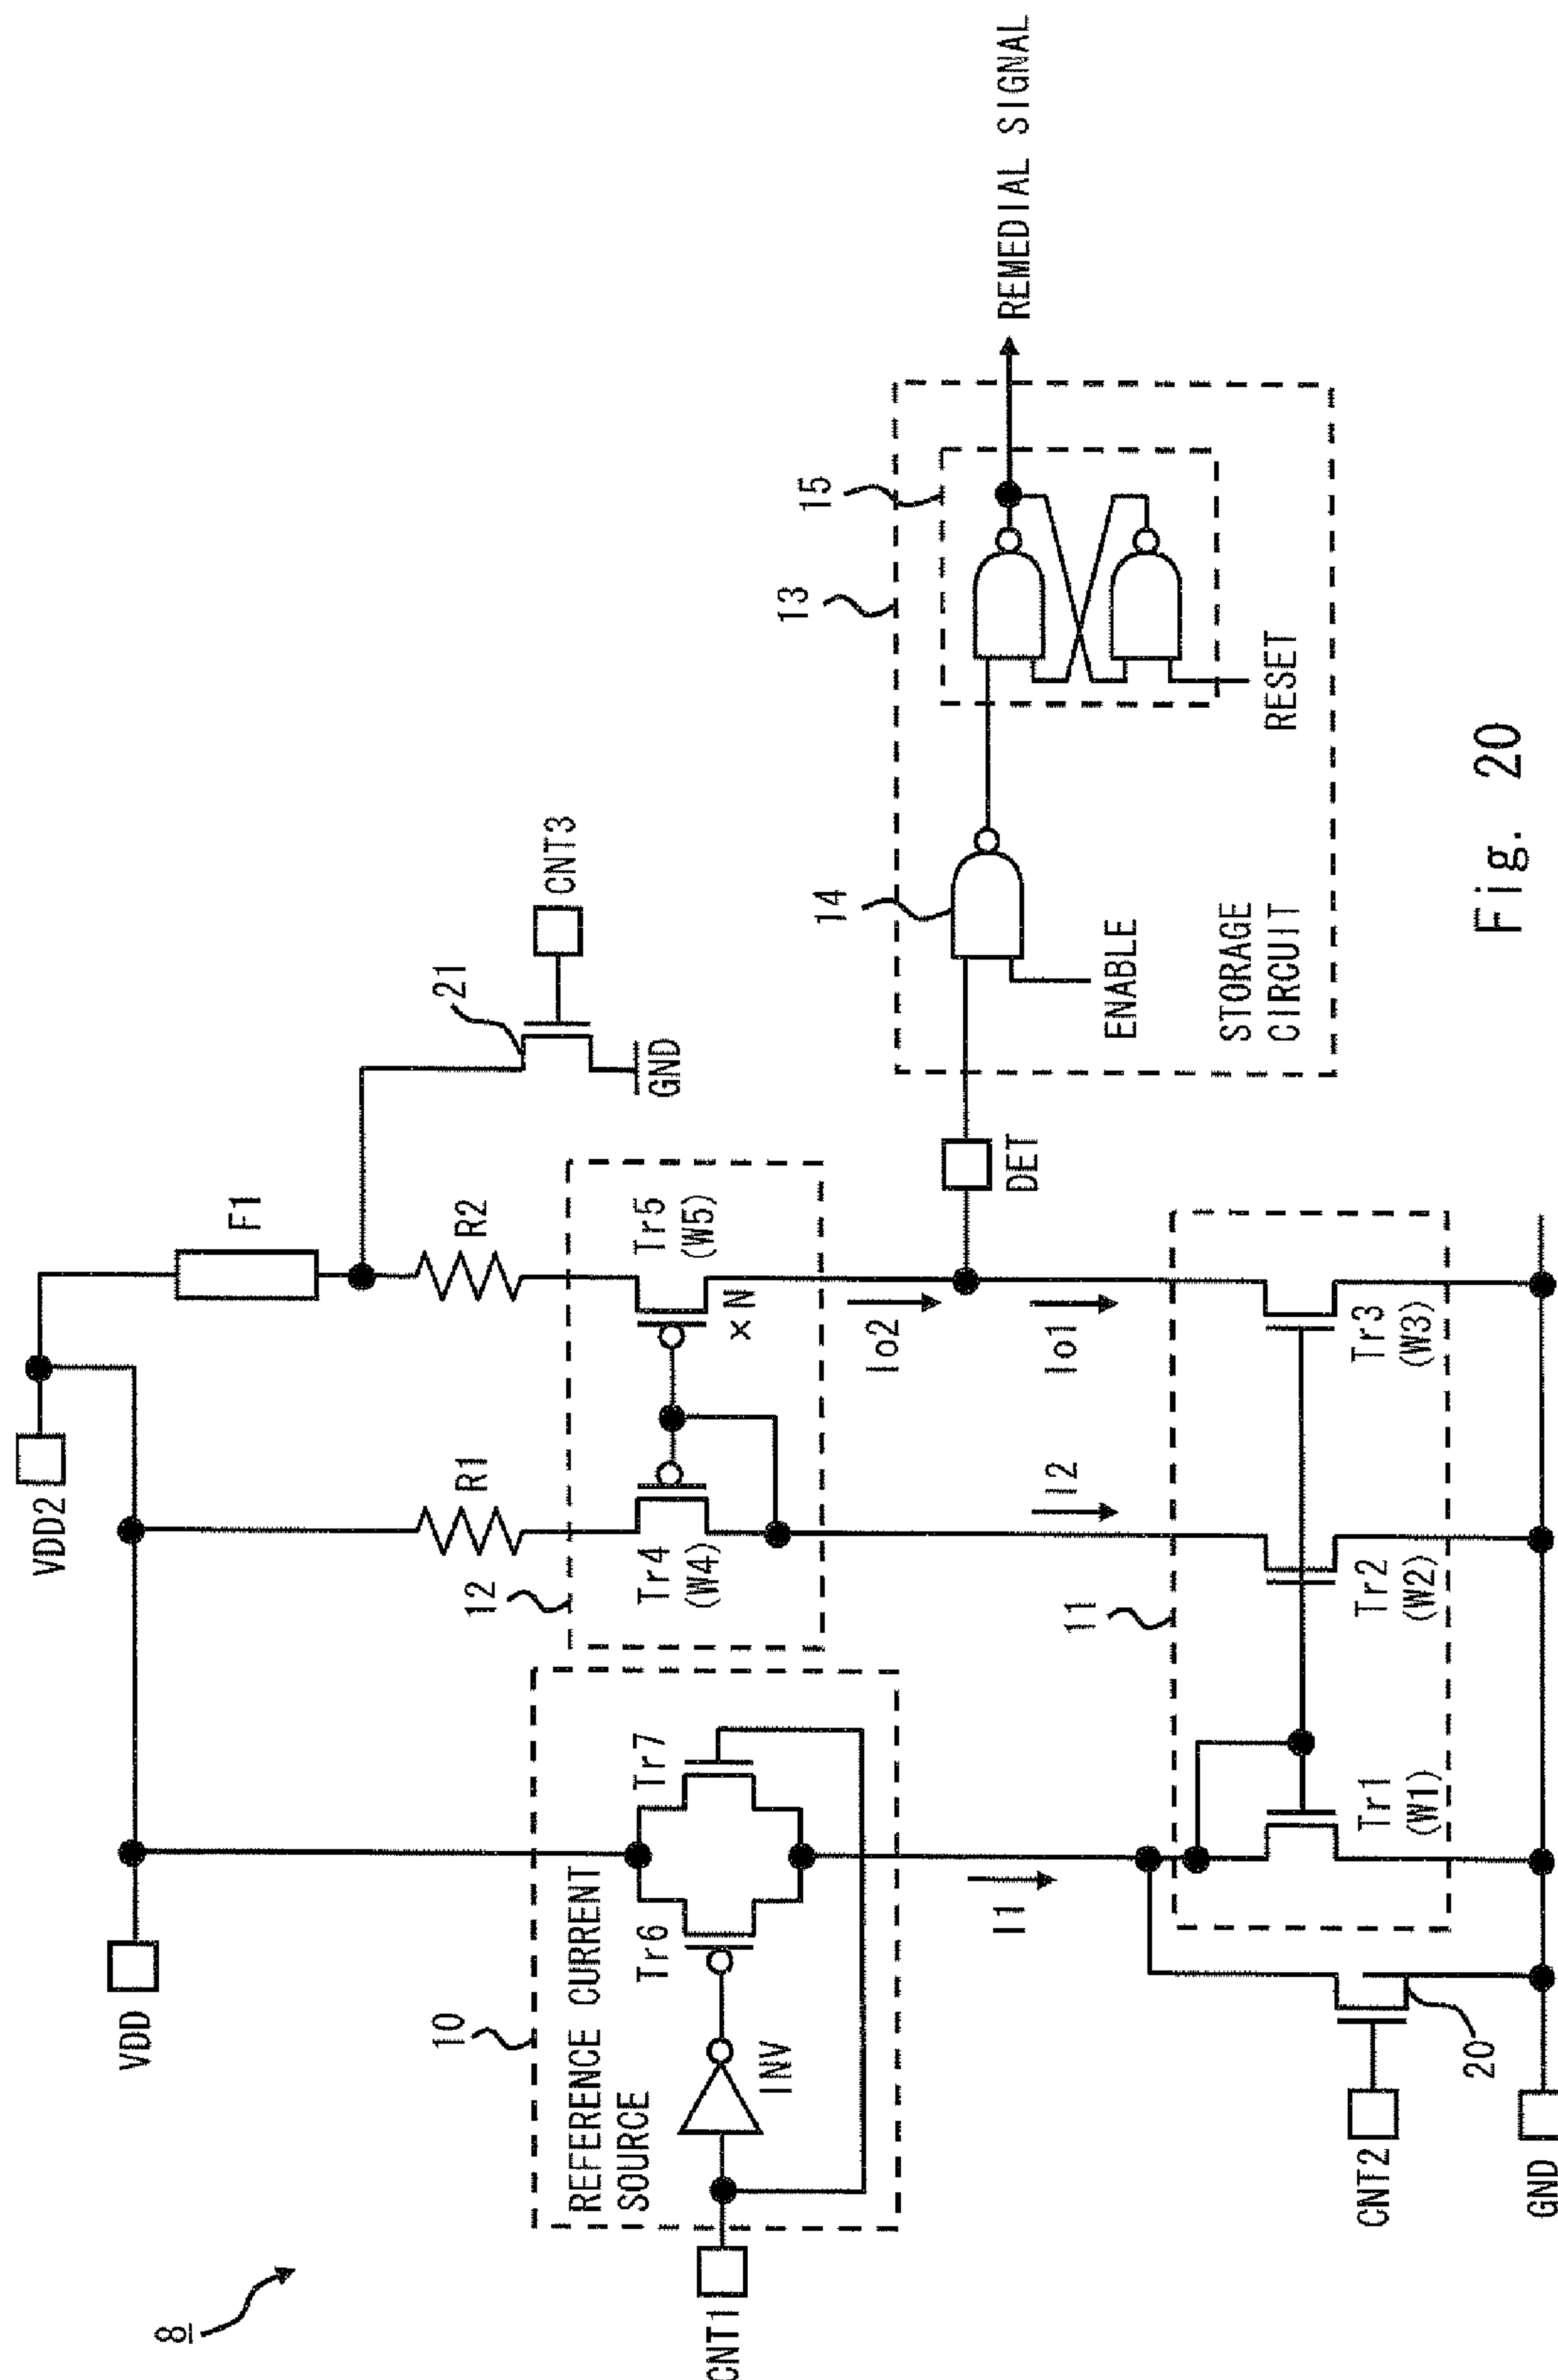 8
VDD
VDD2
F1
R1
R2
21
CNT3
GND
10
REFERENCE CURRENT
SOURCE
CNT1
INV
Tr6
Tr7
12
Tr4
(W4)
Tr5
(W5)
×N
I1
I2
Io2
Io1
DET
11
Tr1
(W1)
Tr2
(W2)
Tr3
(W3)
CNT2
20
GND
13
14
15
ENABLE
RESET
STORAGE
CIRCUIT
REMEDIAL SIGNAL
Fig. 20